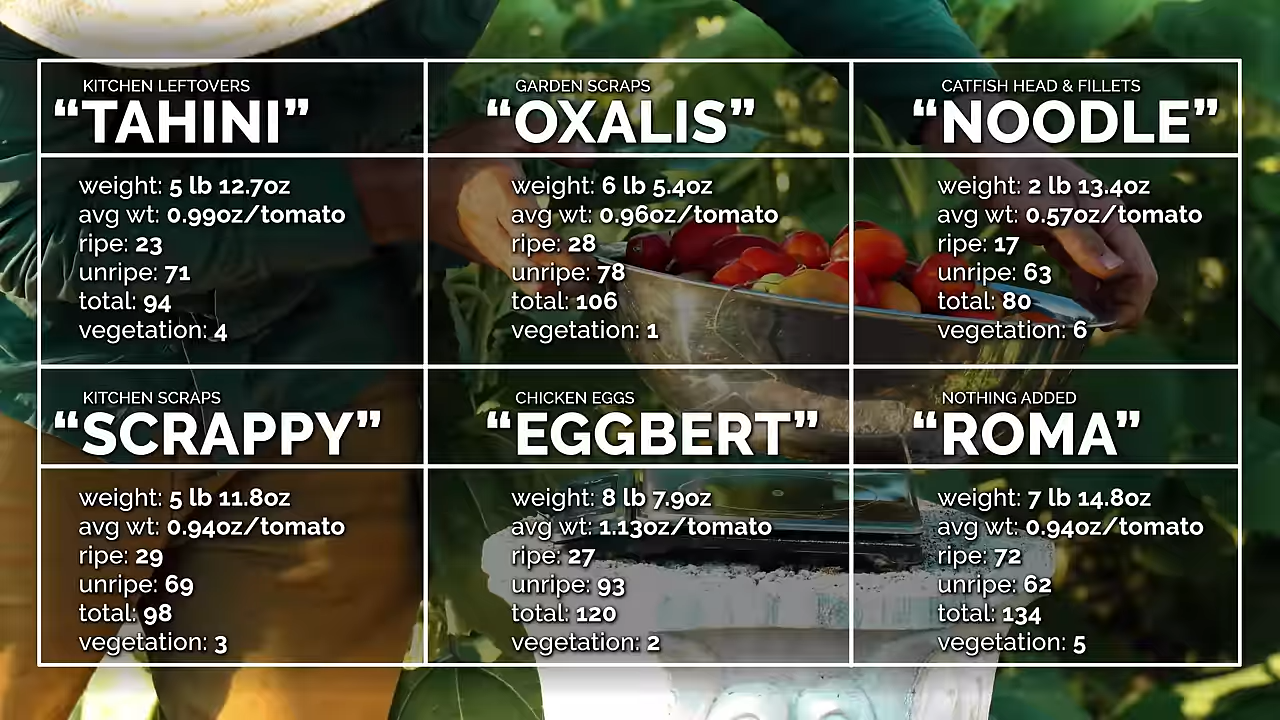 KITCHEN LEFTOVERS
“TAHINI”
weight: 5 lb 12.7oz
avg wt: 0.99oz/tomato
ripe: 23
unripe: 71
total: 94
vegetation: 4
GARDEN SCRAPS
“OXALIS”
weight: 6 lb 5.4oz
avg wt: 0.96oz/tomato
ripe: 28
unripe: 78
total: 106
vegetation: 1
CATFISH HEAD & FILLETS
“NOODLE”
weight: 2 lb 13.4oz
avg wt: 0.57oz/tomato
ripe: 17
unripe: 63
total: 80
vegetation: 6
KITCHEN SCRAPS
“SCRAPPY”
weight: 5 lb 11.8oz
avg wt: 0.94oz/tomato
ripe: 29
unripe: 69
total: 98
vegetation: 3
CHICKEN EGGS
“EGGBERT”
weight: 8 lb 7.9oz
avg wt: 1.13oz/tomato
ripe: 27
unripe: 93
total: 120
vegetation: 2
NOTHING ADDED
“ROMA”
weight: 7 lb 14.8oz
avg wt: 0.94oz/tomato
ripe: 72
unripe: 62
total: 134
vegetation: 5